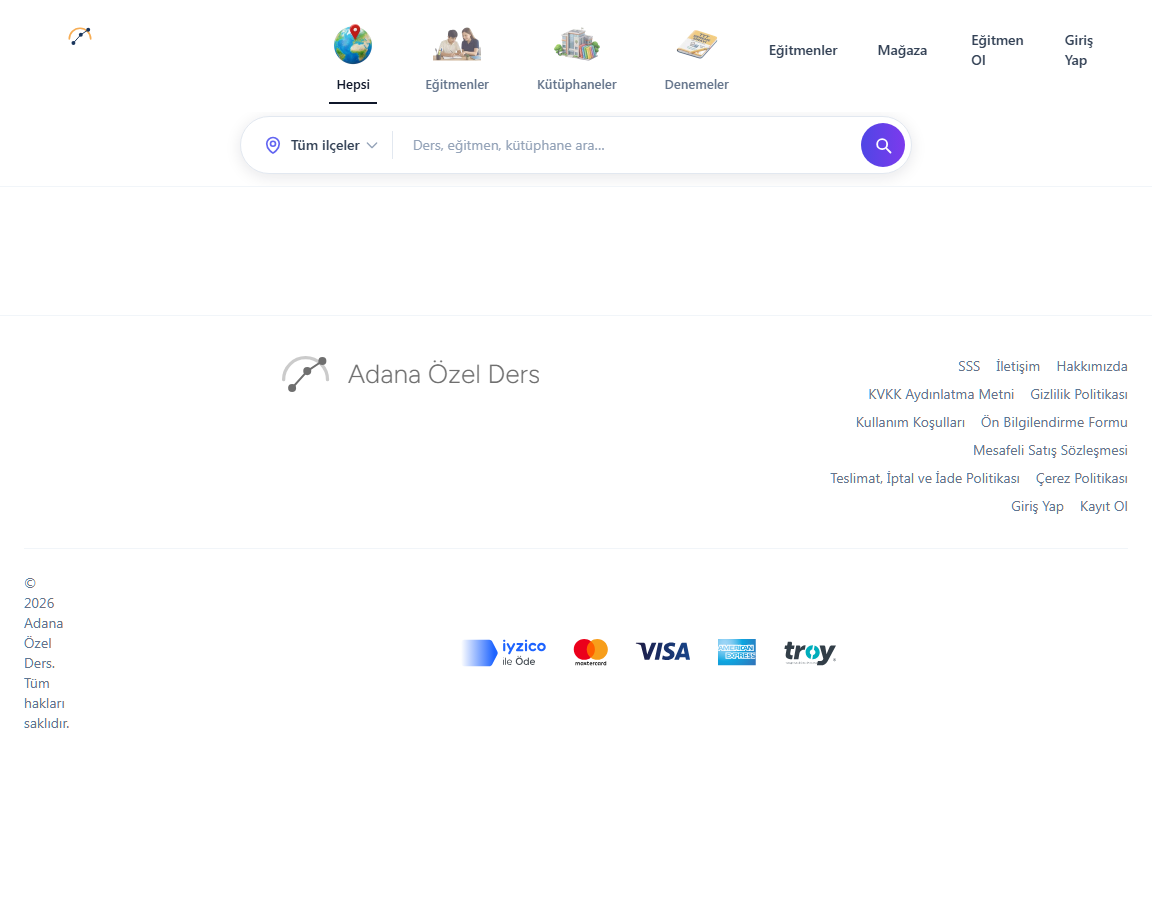 Hepsi
Eğitmenler
Kütüphaneler
Denemeler
Eğitmenler
Mağaza
Eğitmen
Ol
Giriş
Yap
Tüm ilçeler
Ders, eğitmen, kütüphane ara...
Adana Özel Ders
SSS İletişim Hakkımızda
KVKK Aydınlatma Metni Gizlilik Politikası
Kullanım Koşulları Ön Bilgilendirme Formu
Mesafeli Satış Sözleşmesi
Teslimat, İptal ve İade Politikası Çerez Politikası
Giriş Yap Kayıt Ol
©
2026
Adana
Özel
Ders.
Tüm
hakları
saklıdır.
iyzico
ile Öde
mastercard
VISA
AMERICAN
EXPRESS
troy